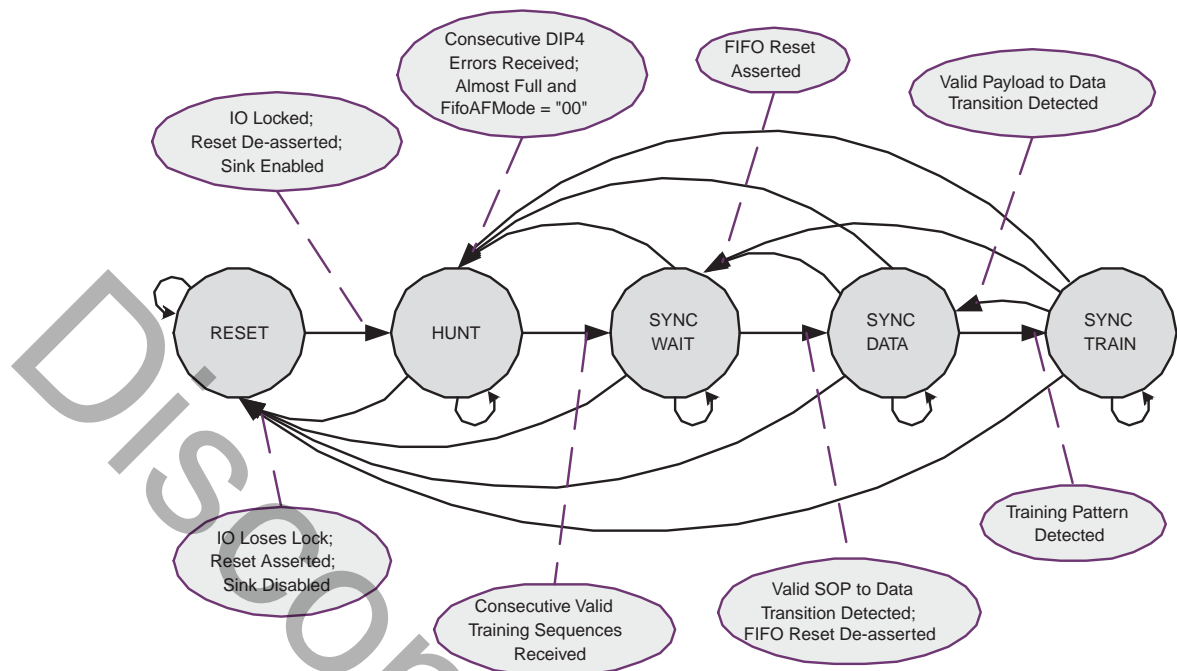 Consecutive DIP4
Errors Received;
Almost Full and
FifoAFMode = "00"
FIFO Reset
Asserted
Valid Payload to Data
Transition Detected
IO Locked;
Reset De-asserted;
Sink Enabled
RESET
HUNT
SYNC
WAIT
SYNC
DATA
SYNC
TRAIN
IO Loses Lock;
Reset Asserted;
Sink Disabled
Consecutive Valid
Training Sequences
Received
Valid SOP to Data
Transition Detected;
FIFO Reset De-asserted
Training Pattern
Detected
Discon